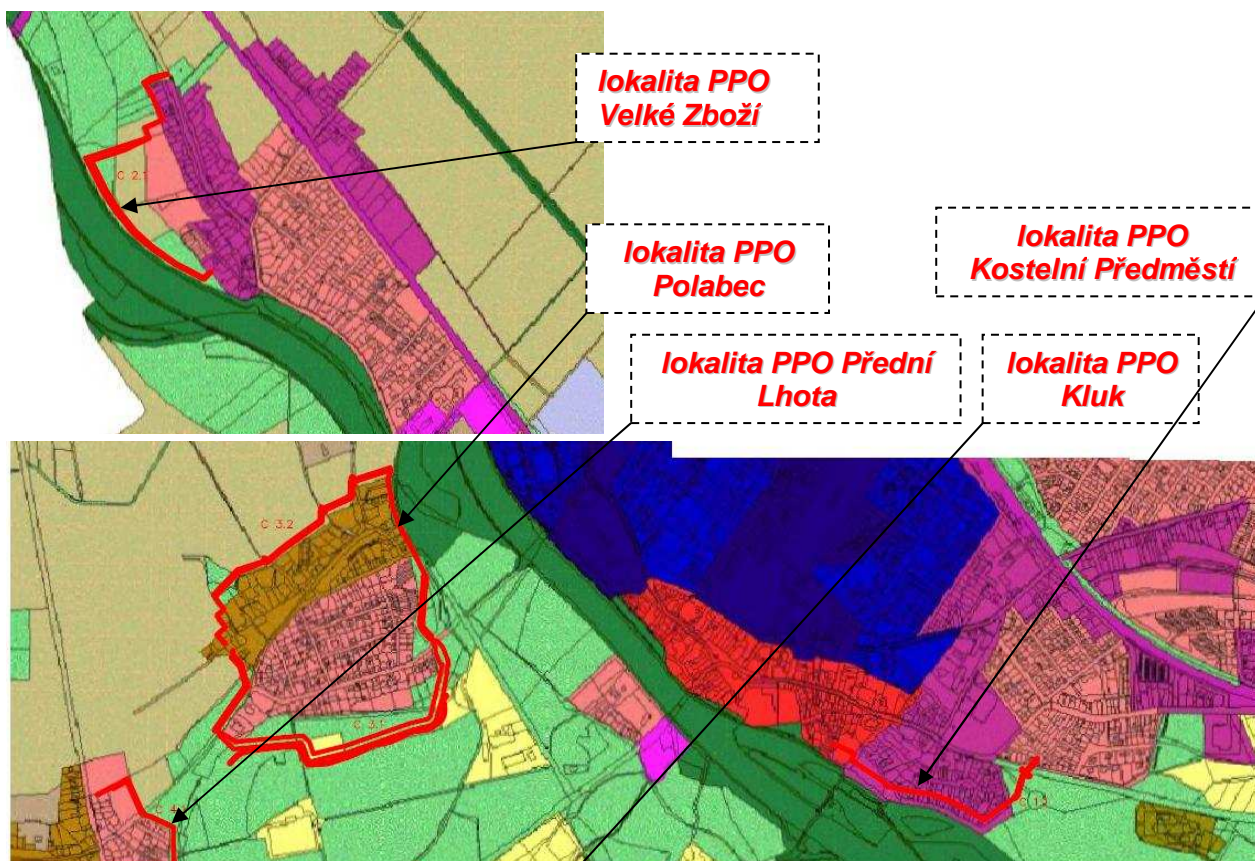 lokalita PPO
Velké Zboží
lokalita PPO
Polabec
lokalita PPO
Kostelní Předměstí
lokalita PPO Přední
Lhota
lokalita PPO
Kluk
C 2.1
C 3.2
C 3.1